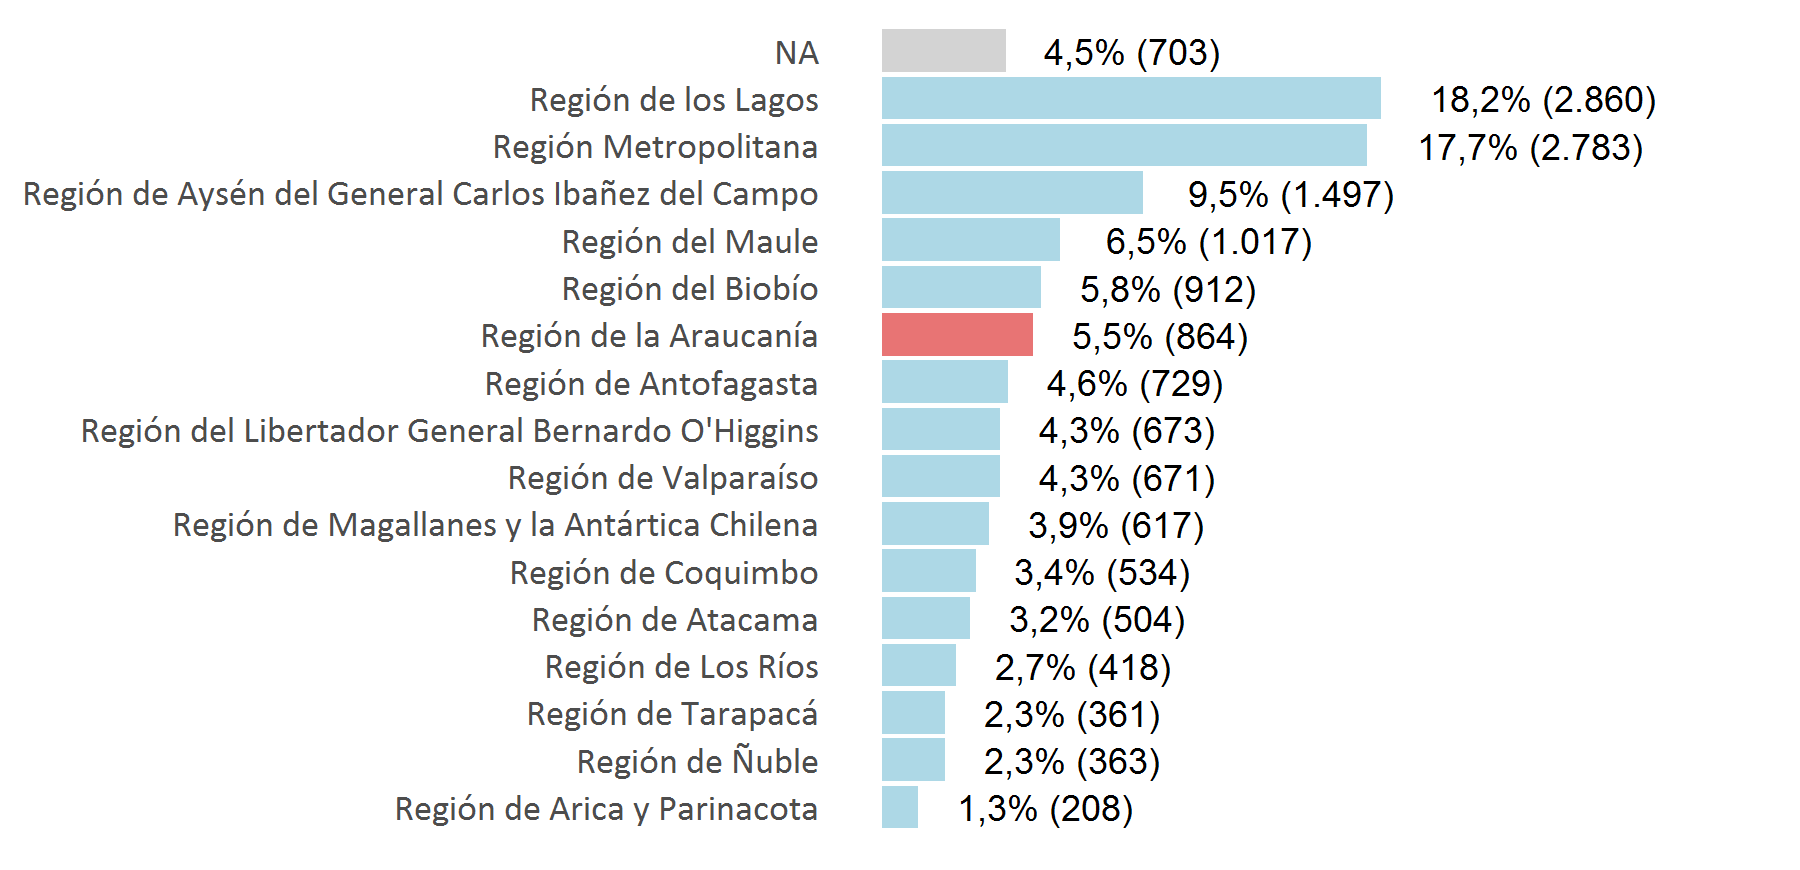 NA 4,5% (703)
Región de los Lagos 18,2% (2.860)
Región Metropolitana 17,7% (2.783)
Región de Aysén del General Carlos Ibañez del Campo 9,5% (1.497)
Región del Maule 6,5% (1.017)
Región del Biobío 5,8% (912)
Región de la Araucanía 5,5% (864)
Región de Antofagasta 4,6% (729)
Región del Libertador General Bernardo O'Higgins 4,3% (673)
Región de Valparaíso 4,3% (671)
Región de Magallanes y la Antártica Chilena 3,9% (617)
Región de Coquimbo 3,4% (534)
Región de Atacama 3,2% (504)
Región de Los Ríos 2,7% (418)
Región de Tarapacá 2,3% (361)
Región de Ñuble 2,3% (363)
Región de Arica y Parinacota 1,3% (208)